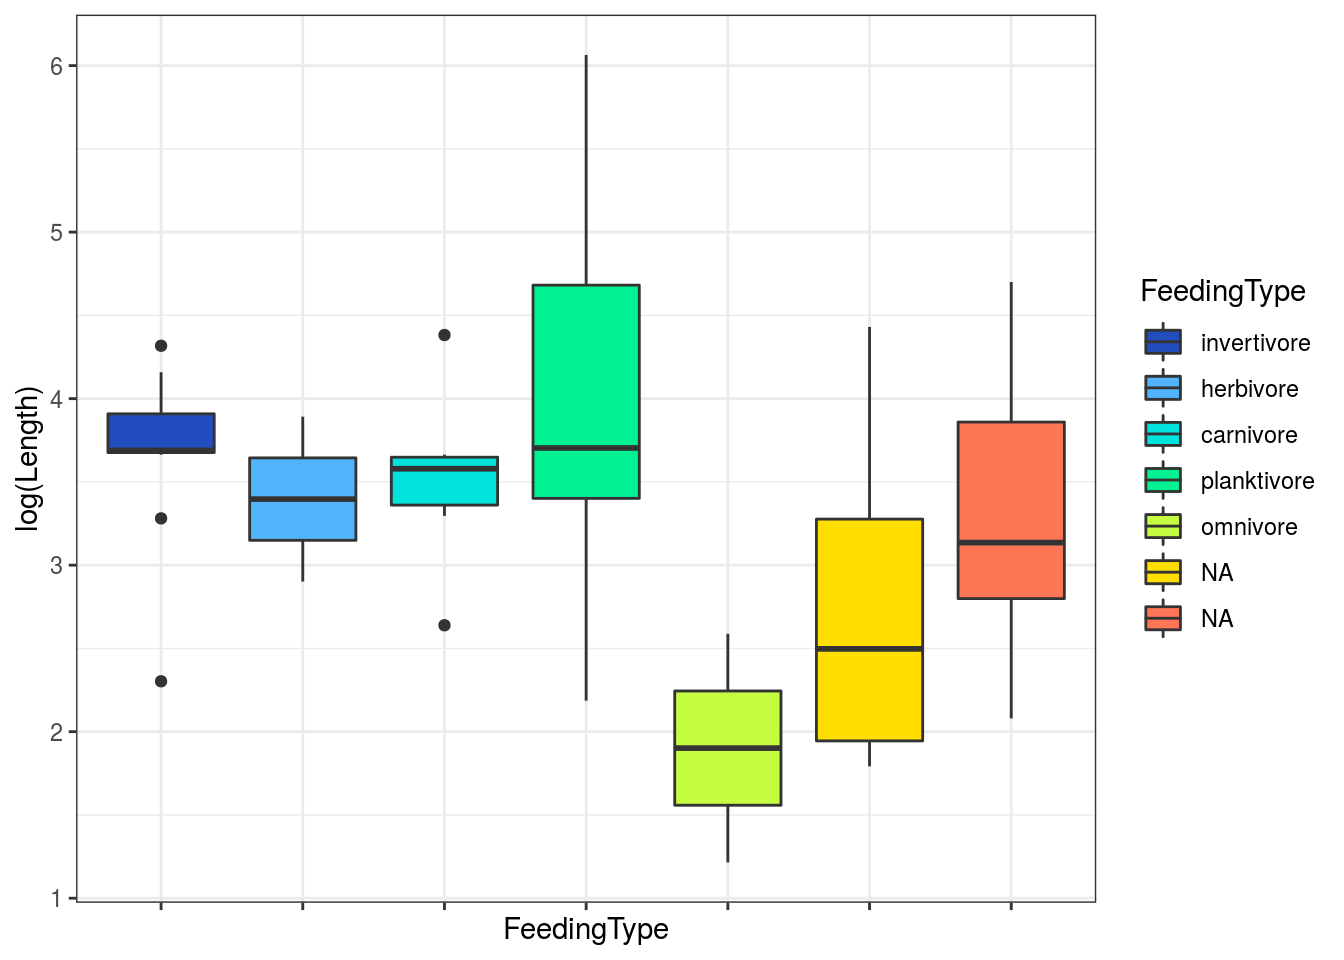 log(Length)
6
5
4
3
2
1
FeedingType
FeedingType
invertivore
herbivore
carnivore
planktivore
omnivore
NA
NA